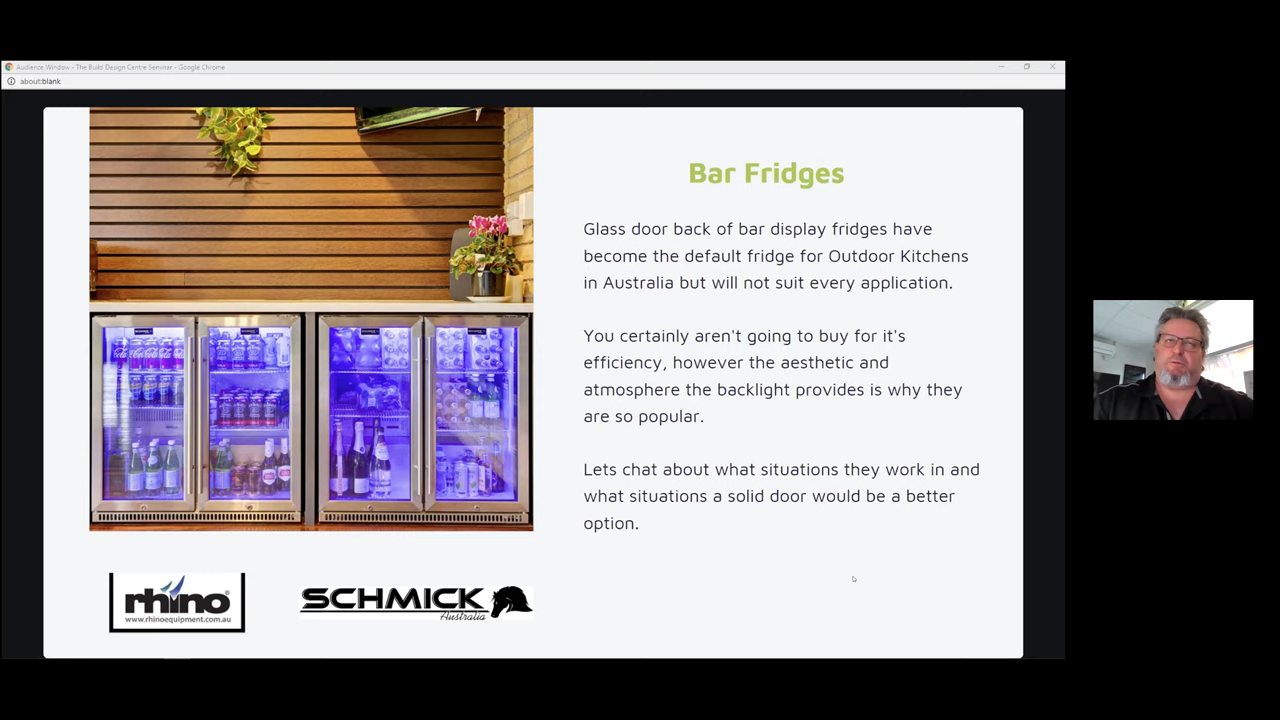 Audience Window - The Build Design Centre Seminar - Google Chrome
about:blank
Bar Fridges
Glass door back of bar display fridges have
become the default fridge for Outdoor Kitchens
in Australia but will not suit every application.
You certainly aren't going to buy for it's
efficiency, however the aesthetic and
atmosphere the backlight provides is why they
are so popular.
Lets chat about what situations they work in and
what situations a solid door would be a better
option.
rhino®
www.rhinoequipment.com.au
SCHMICK
Australia